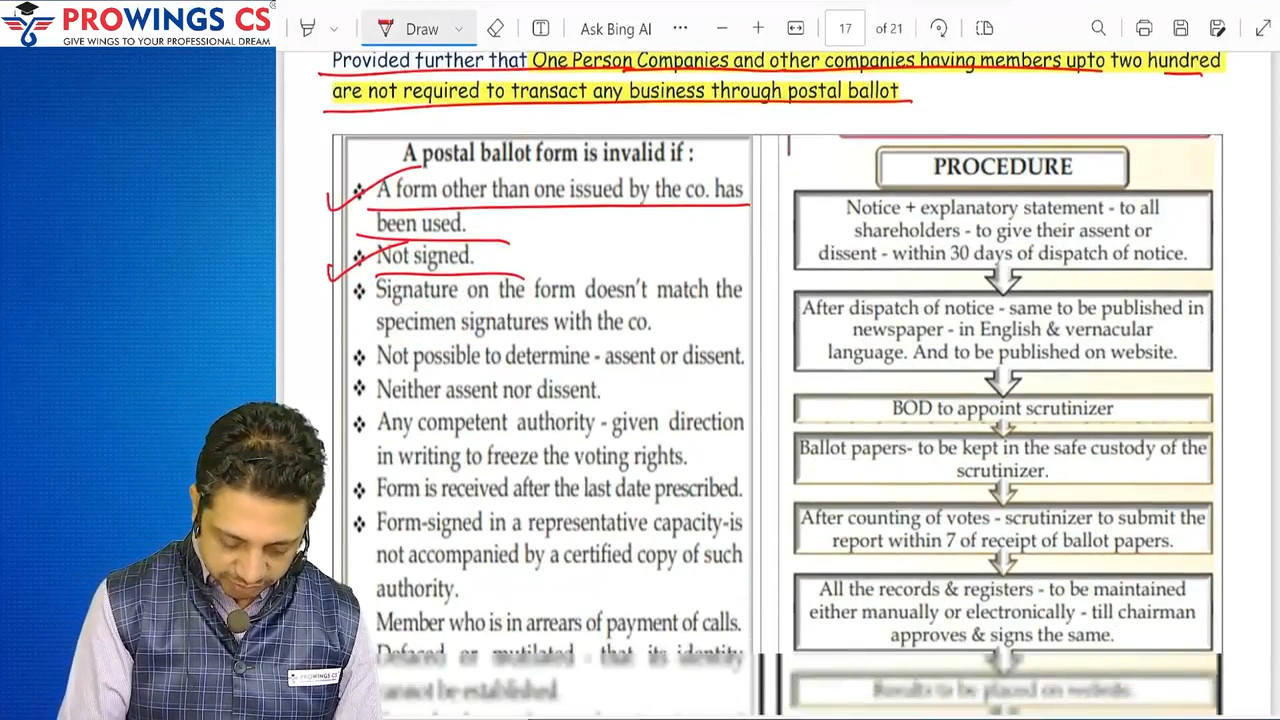 PROWINGS CS
GIVE WINGS TO YOUR PROFESSIONAL DREAM
Draw
Ask Bing AI
17
of 21
Provided further that One Person Companies and other companies having members upto two hundred
are not required to transact any business through postal ballot
A postal ballot form is invalid if :
A form other than one issued by the co. has
been used.
Not signed.
Signature on the form doesn't match the
specimen signatures with the co.
Not possible to determine - assent or dissent.
Neither assent nor dissent.
Any competent authority - given direction
in writing to freeze the voting rights.
Form is received after the last date prescribed.
Form-signed in a representative capacity-is
not accompanied by a certified copy of such
authority.
Member who is in arrears of payment of calls.
Defaced or mutilated - that its identity
PROCEDURE
Notice + explanatory statement - to all
shareholders - to give their assent or
dissent - within 30 days of dispatch of notice.
After dispatch of notice - same to be published in
newspaper - in English & vernacular
language. And to be published on website.
BOD to appoint scrutinizer
Ballot papers- to be kept in the safe custody of the
scrutinizer.
After counting of votes - scrutinizer to submit the
report within 7 of receipt of ballot papers.
All the records & registers - to be maintained
either manually or electronically - till chairman
approves & signs the same.
PROWINGS CS